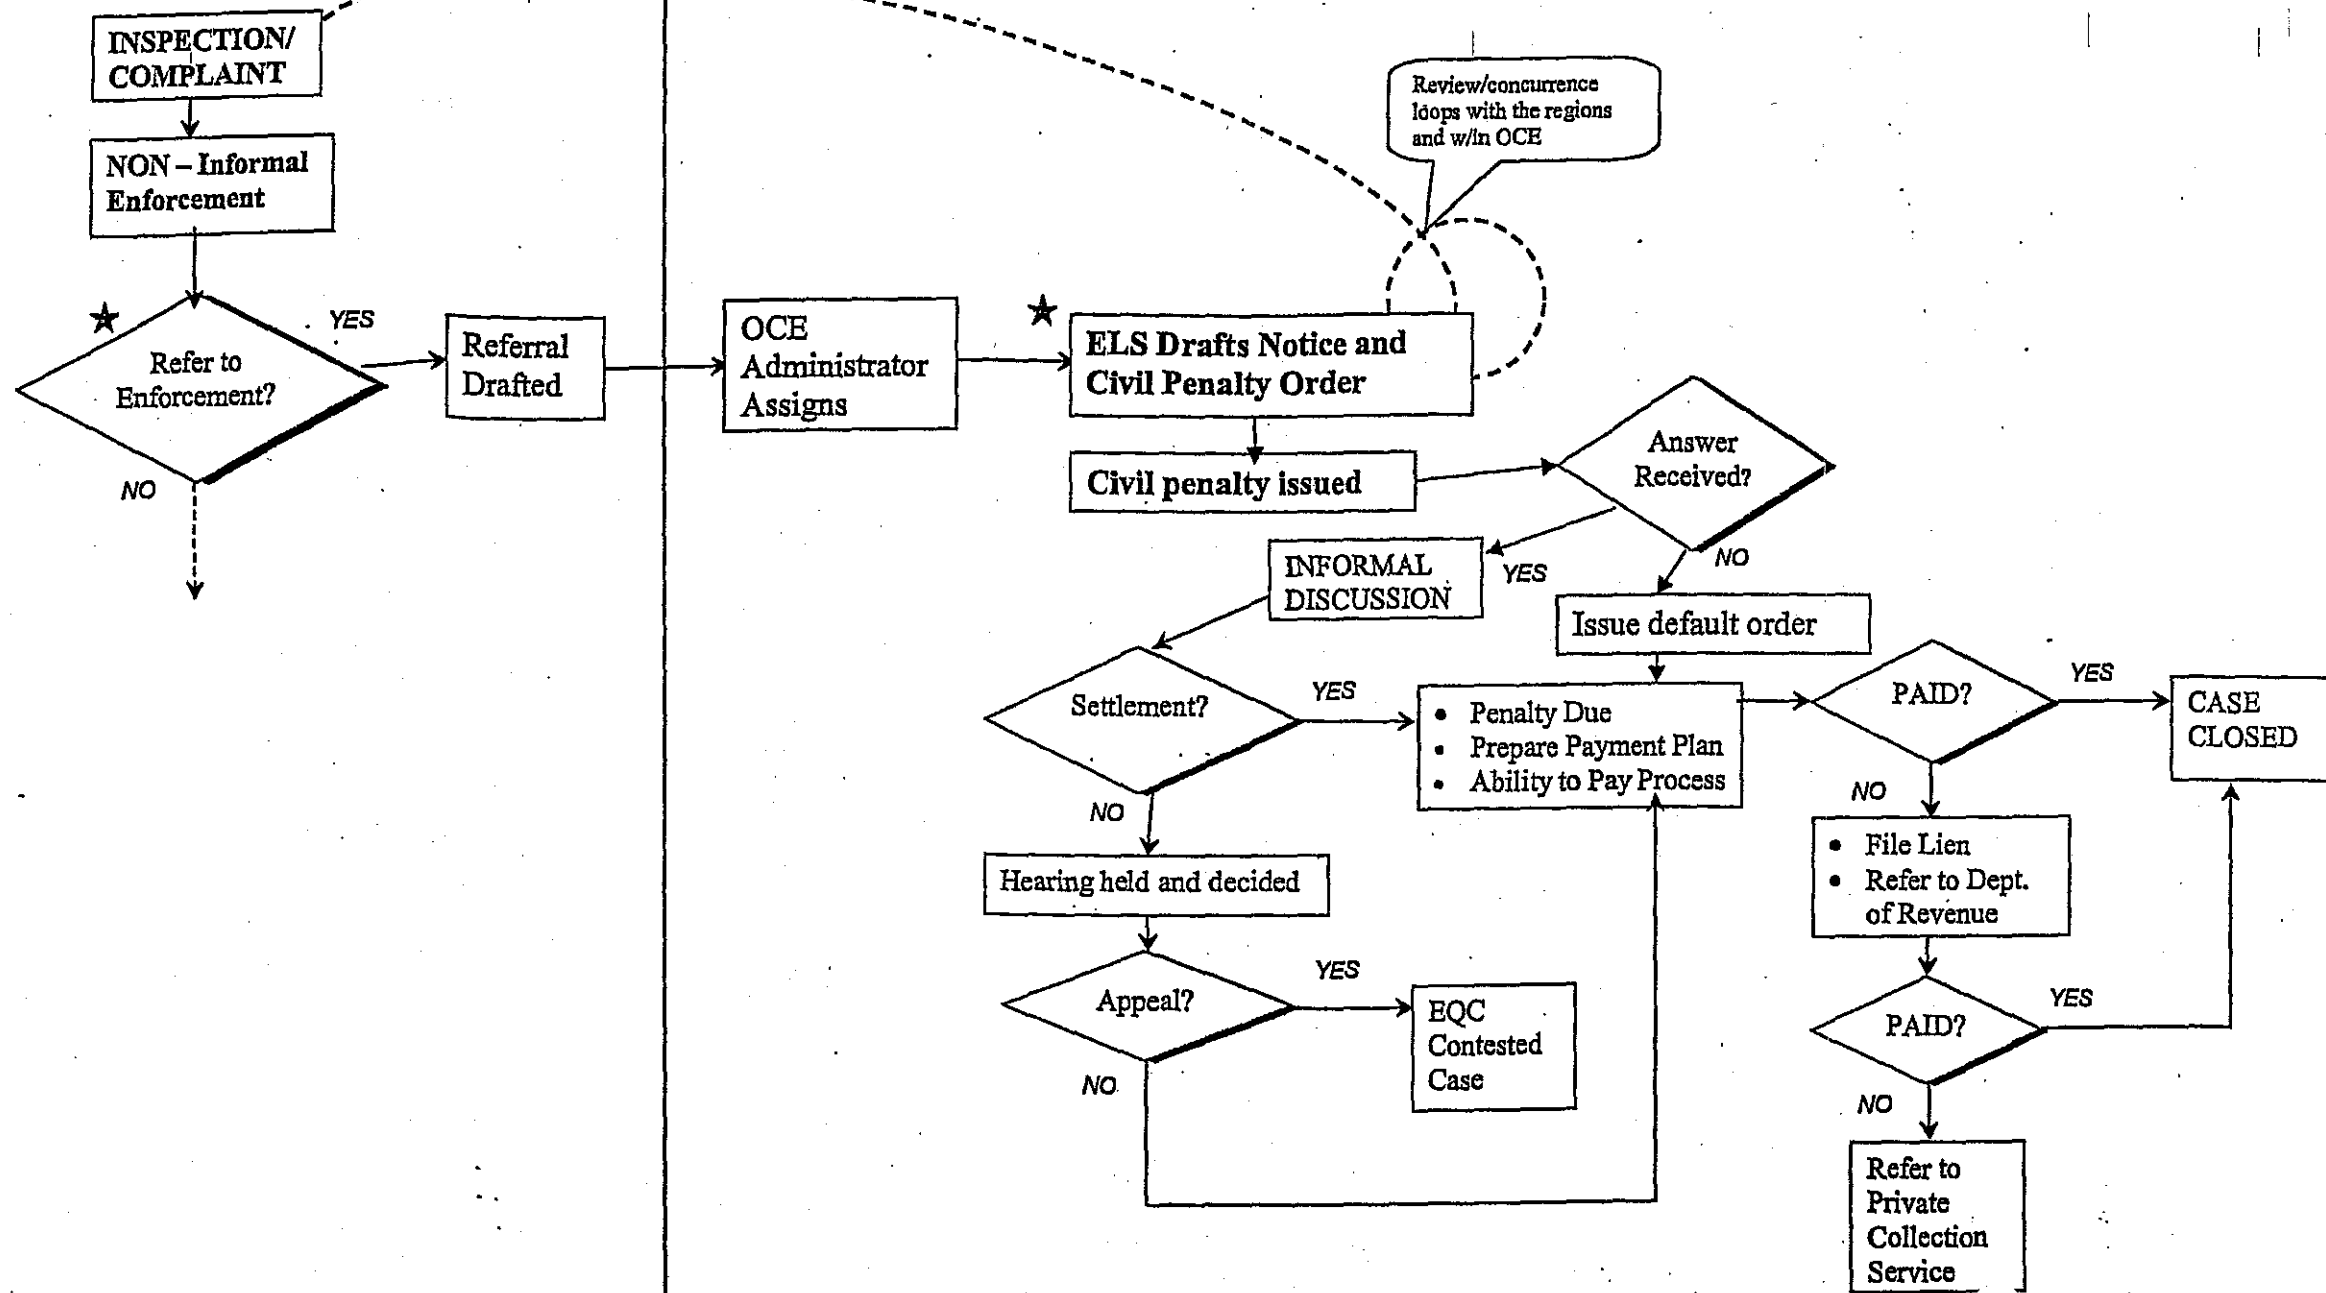 INSPECTION/
COMPLAINT
NON – Informal
Enforcement
Refer to
Enforcement?
YES
NO
Referral
Drafted
OCE
Administrator
Assigns
Review/concurrence
loops with the regions
and w/in OCE
ELS Drafts Notice and
Civil Penalty Order
Civil penalty issued
Answer
Received?
YES
NO
INFORMAL
DISCUSSION
Issue default order
Settlement?
YES
NO
• Penalty Due
• Prepare Payment Plan
• Ability to Pay Process
PAID?
YES
NO
CASE
CLOSED
Hearing held and decided
• File Lien
• Refer to Dept.
of Revenue
Appeal?
YES
NO
EQC
Contested
Case
PAID?
YES
NO
Refer to
Private
Collection
Service